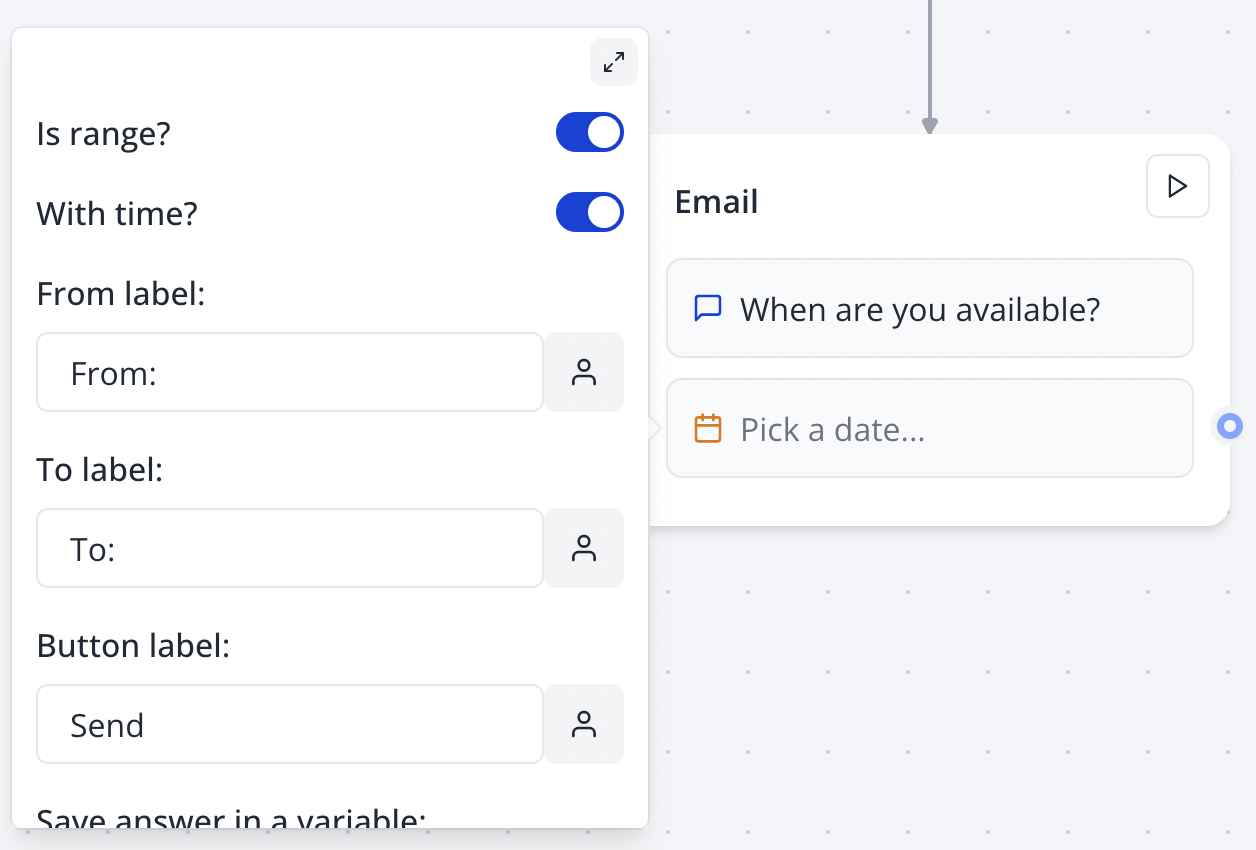 Is range?
With time?
From label:
From:
To label:
To:
Button label:
Send
Save answer in a variable:
Email
When are you available?
Pick a date...